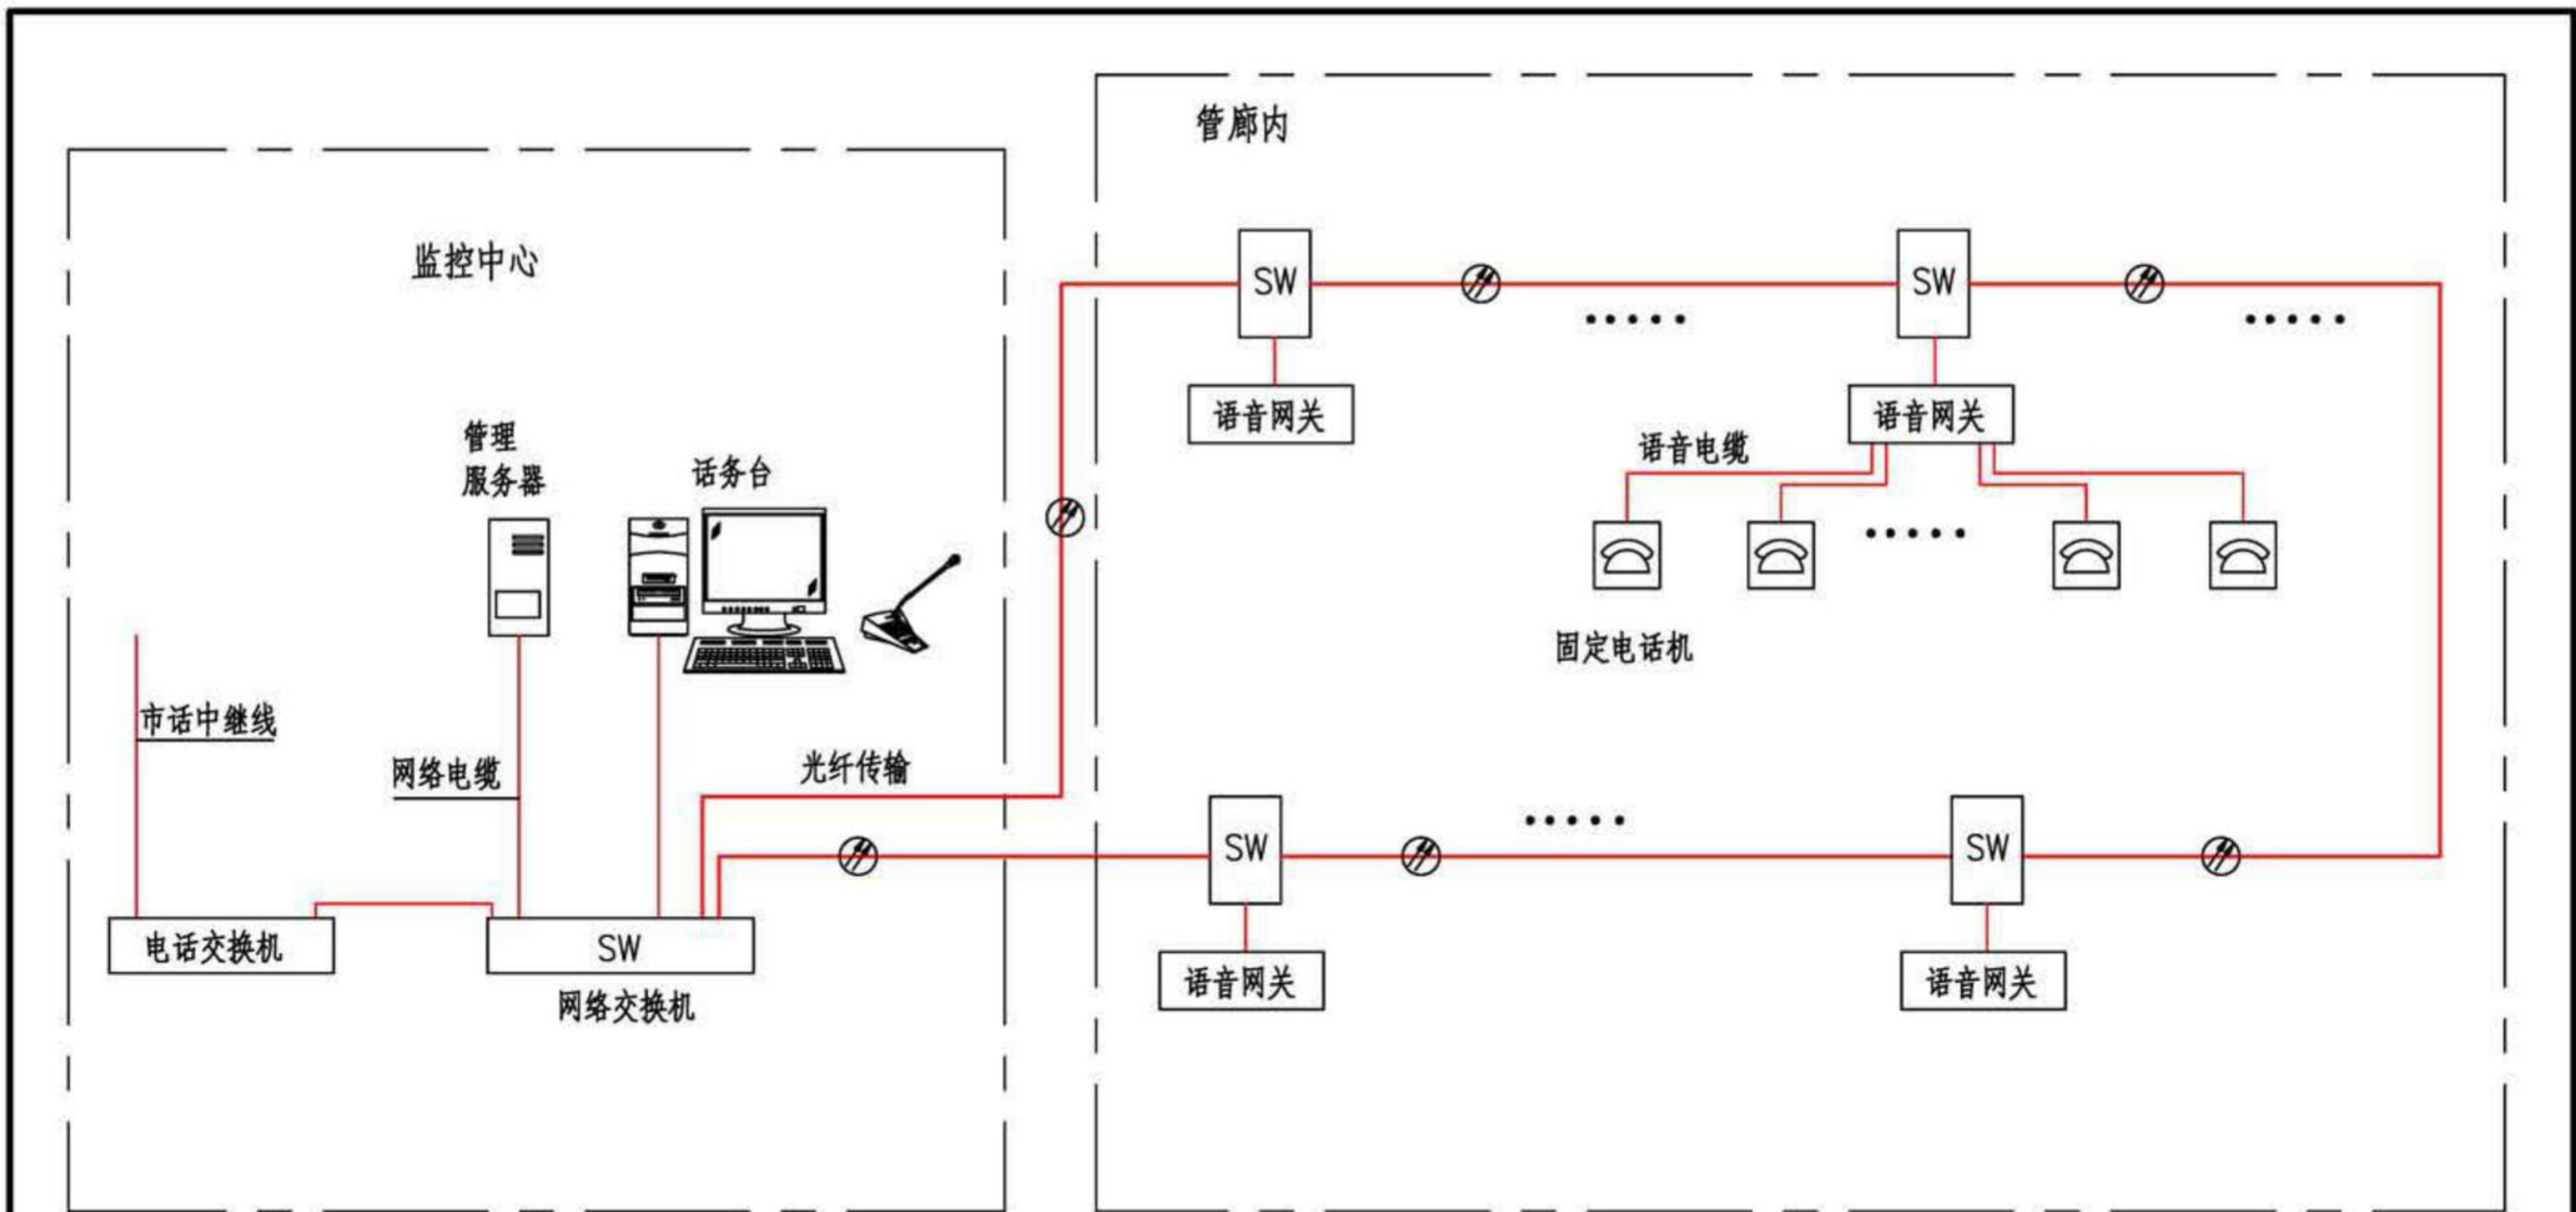 管廊内
监控中心
SW
SW
语音网关
语音网关
管理
服务器
话务台
语音电缆
固定电话机
市话中继线
网络电缆
光纤传输
SW
SW
电话交换机
SW
网络交换机
语音网关
语音网关